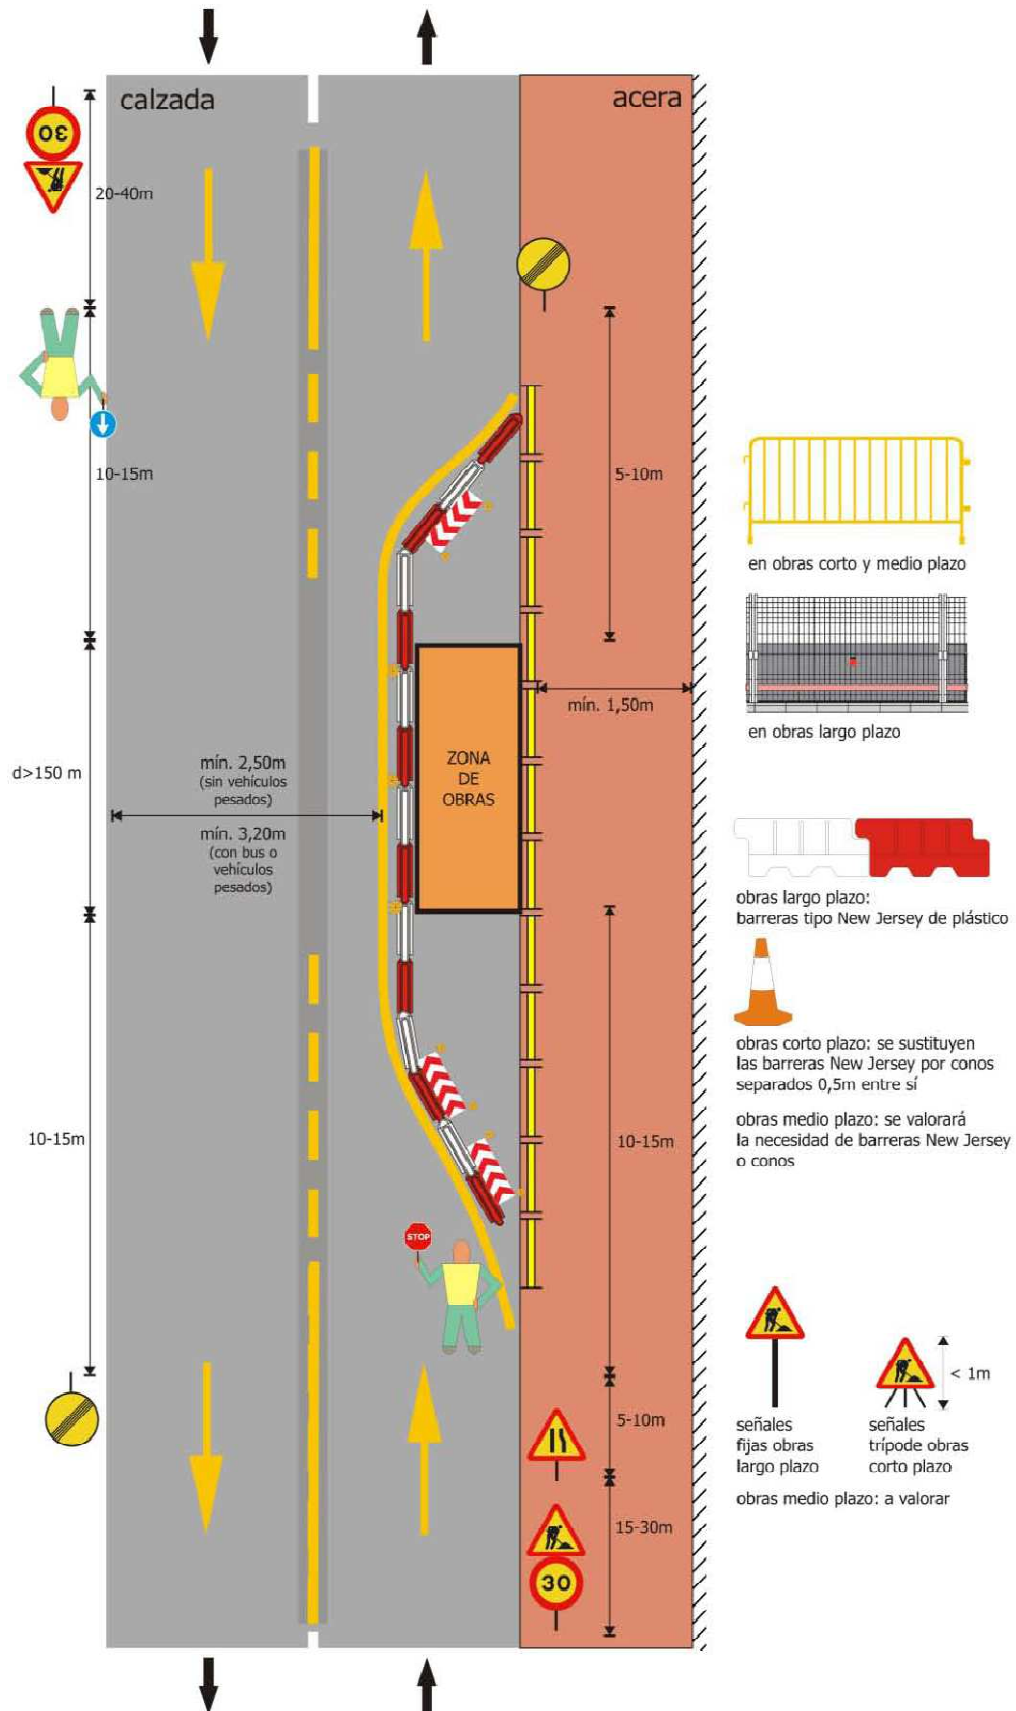 calzada
acera
30
20-40m
10-15m
5-10m
en obras corto y medio plazo
mín. 1,50m
en obras largo plazo
ZONA
DE
OBRAS
d>150 m
mín. 2,50m
(sin vehículos
pesados)
mín. 3,20m
(con bus o
vehículos
pesados)
obras largo plazo:
barreras tipo New Jersey de plástico
obras corto plazo: se sustituyen
las barreras New Jersey por conos
separados 0,5m entre sí
obras medio plazo: se valorará
la necesidad de barreras New Jersey
o conos
10-15m
10-15m
STOP
5-10m
15-30m
30
< 1m
señales
fijas obras
largo plazo
señales
trípode obras
corto plazo
obras medio plazo: a valorar